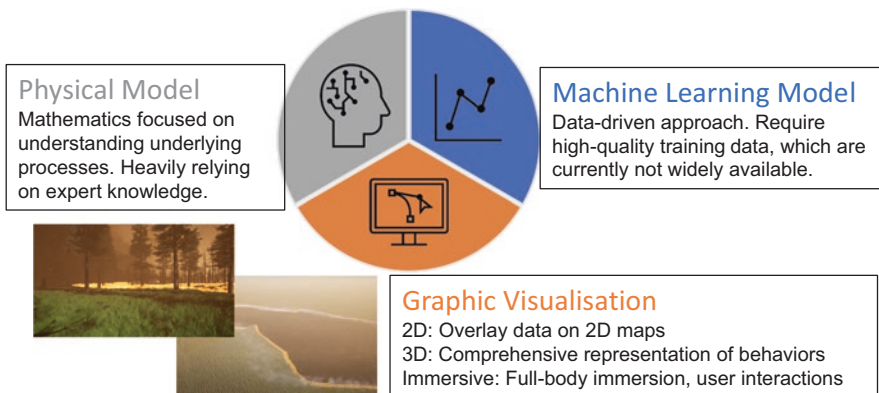 Physical Model
Mathematics focused on
understanding underlying
processes. Heavily relying
on expert knowledge.
Machine Learning Model
Data-driven approach. Require
high-quality training data, which are
currently not widely available.
Graphic Visualisation
2D: Overlay data on 2D maps
3D: Comprehensive representation of behaviors
Immersive: Full-body immersion, user interactions